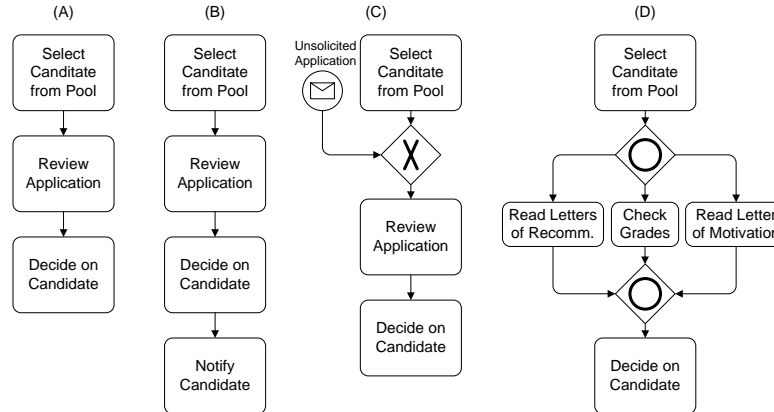 (A)
Select
Canditate
from Pool
Review
Application
Decide on
Candidate
(B)
Select
Canditate
from Pool
Review
Application
Decide on
Candidate
Notify
Candidate
(C)
Unsolicited
Application
Select
Canditate
from Pool
X
Review
Application
Decide on
Candidate
(D)
Select
Canditate
from Pool
Read Letters
of Recomm.
Check
Grades
Read Letter
of Motivation
Decide on
Candidate